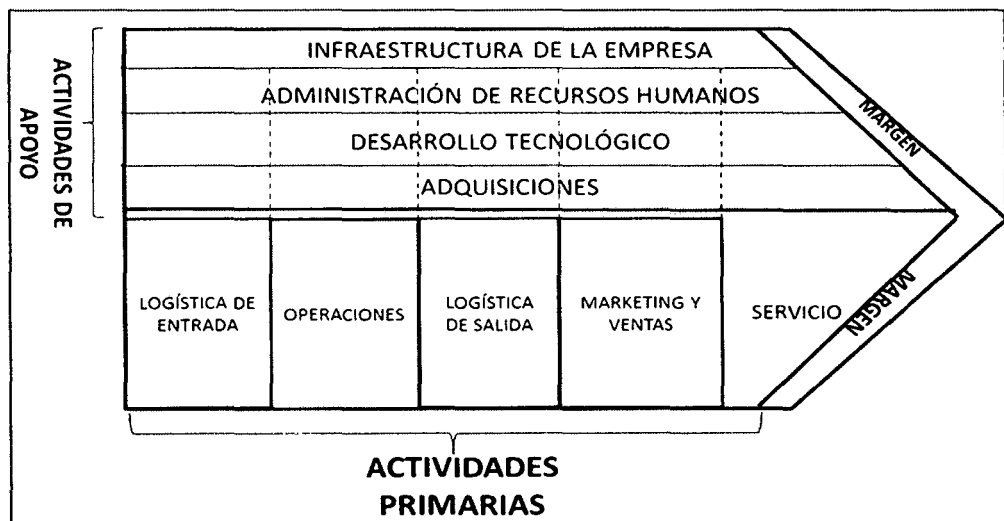 ACTIVIDADES DE
APOYO
INFRAESTRUCTURA DE LA EMPRESA
ADMINISTRACIÓN DE RECURSOS HUMANOS
DESARROLLO TECNOLÓGICO
ADQUISICIONES
MARGEN
LOGÍSTICA DE
ENTRADA
OPERACIONES
LOGÍSTICA
DE SALIDA
MARKETING Y
VENTAS
SERVICIO
MARGEN
ACTIVIDADES
PRIMARIAS